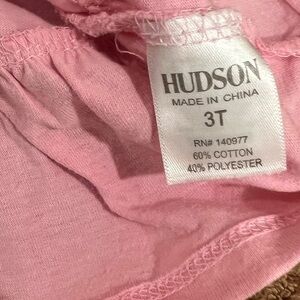 HUDSON
MADE IN CHINA
3T
RN# 140977
60% COTTON
40% POLYESTER